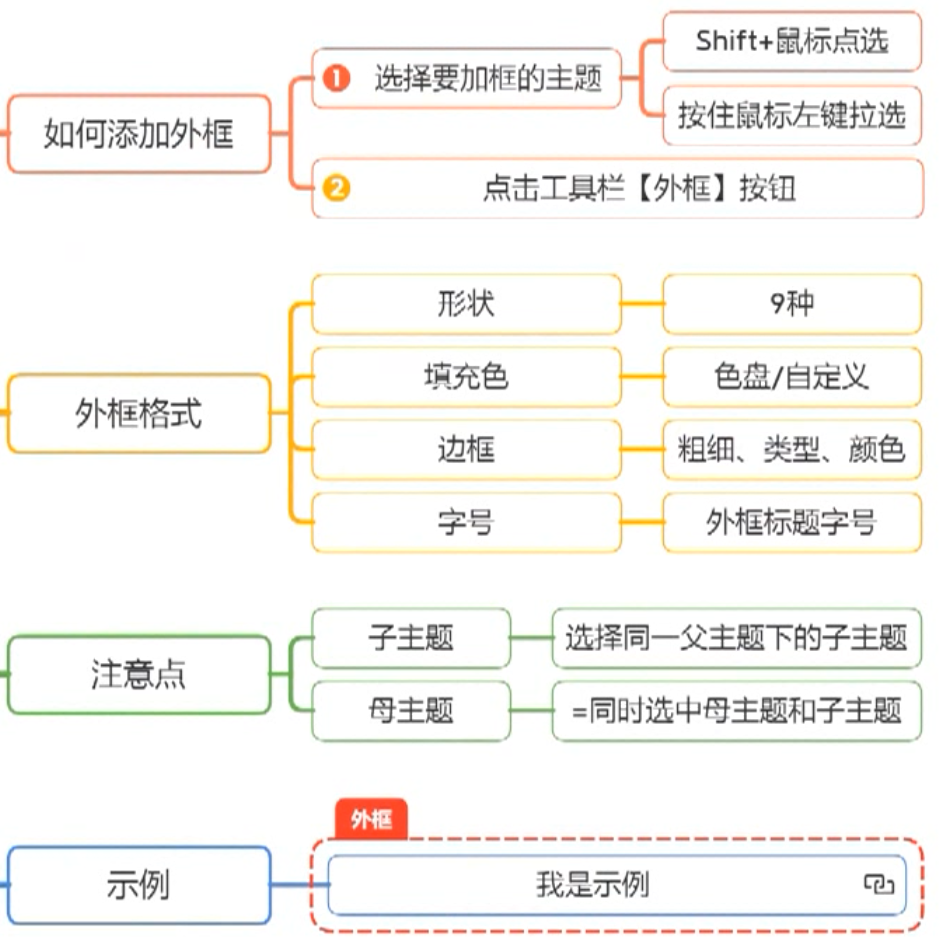 如何添加外框
1 选择要加框的主题
Shift+鼠标点选
按住鼠标左键拉选
2 点击工具栏【外框】按钮
外框格式
形状
9种
填充色
色盘/自定义
边框
粗细、类型、颜色
字号
外框标题字号
注意点
子主题
选择同一父主题下的子主题
母主题
=同时选中母主题和子主题
示例
外框
我是示例